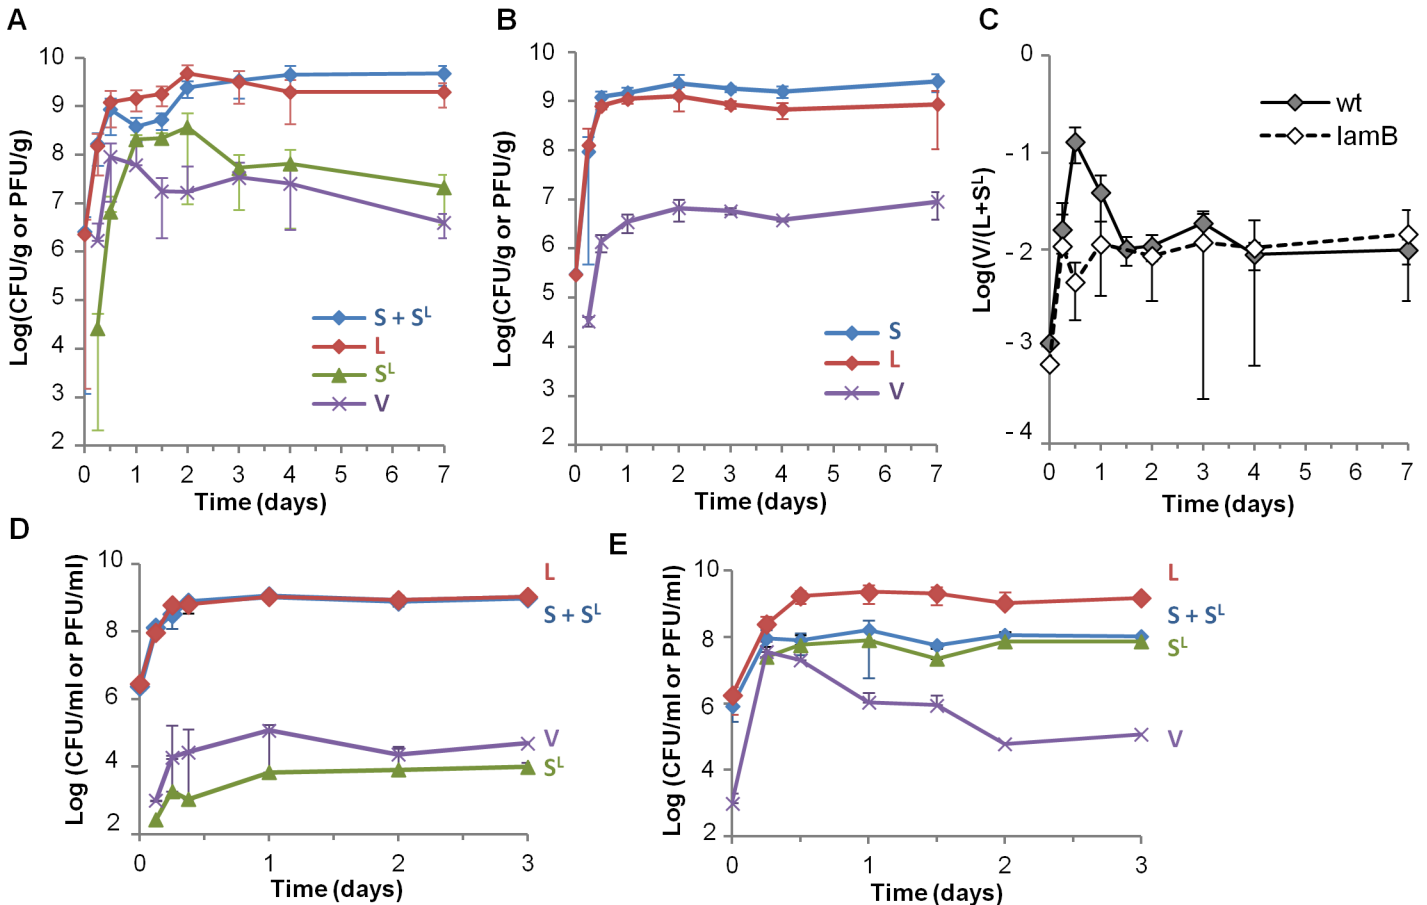 A
Log(CFU/g or PFU/g)
10
9
8
7
6
5
4
3
2
0 1 2 3 4 5 6 7
Time (days)
S + S^L
L
S^L
V
B
Log(CFU/g or PFU/g)
10
9
8
7
6
5
4
3
2
0 1 2 3 4 5 6 7
Time (days)
S
L
V
C
Log(V/(L+S^L)
0
- 1
- 2
- 3
- 4
0 1 2 3 4 5 6 7
Time (days)
wt
lamB
D
Log (CFU/ml or PFU/ml)
10
8
6
4
2
0 1 2 3
Time (days)
L
S + S^L
V
S^L
E
Log (CFU/ml or PFU/ml)
10
8
6
4
2
0 1 2 3
Time (days)
L
S + S^L
S^L
V